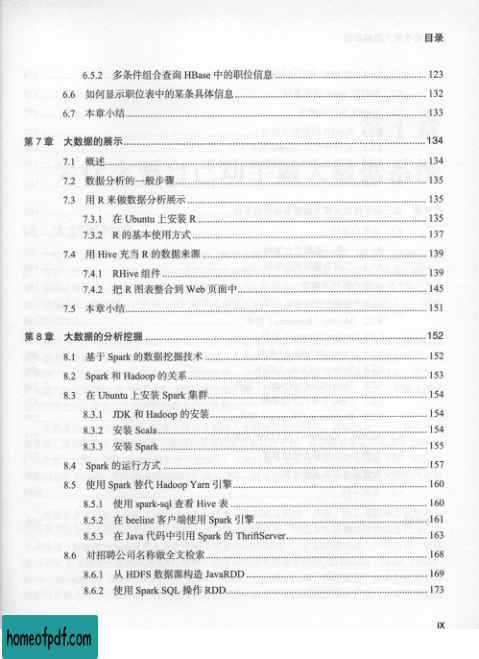 目录
6.5.2 多条件组合查询 HBase 中的职位信息 123
6.6 如何显示职位表中的某条具体信息 132
6.7 本章小结 133
第 7 章 大数据的展示 134
7.1 概述 134
7.2 数据分析的一般步骤 135
7.3 用 R 来做数据分析展示 135
7.3.1 在 Ubuntu 上安装 R 135
7.3.2 R 的基本使用方式 137
7.4 用 Hive 充当 R 的数据来源 139
7.4.1 RHive 组件 139
7.4.2 把 R 图表整合到 Web 页面中 145
7.5 本章小结 151
第 8 章 大数据的分析挖掘 152
8.1 基于 Spark 的数据挖掘技术 152
8.2 Spark 和 Hadoop 的关系 153
8.3 在 Ubuntu 上安装 Spark 集群 154
8.3.1 JDK 和 Hadoop 的安装 154
8.3.2 安装 Scala 154
8.3.3 安装 Spark 155
8.4 Spark 的运行方式 157
8.5 使用 Spark 替代 Hadoop Yarn 引擎 160
8.5.1 使用 spark-sql 查看 Hive 表 160
8.5.2 在 beeline 客户端使用 Spark 引擎 161
8.5.3 在 Java 代码中引用 Spark 的 ThriftServer 163
8.6 对招聘公司名称做全文检索 168
8.6.1 从 HDFS 数据源构造 JavaRDD 169
8.6.2 使用 Spark SQL 操作 RDD 173
IX
homeofpdf.com